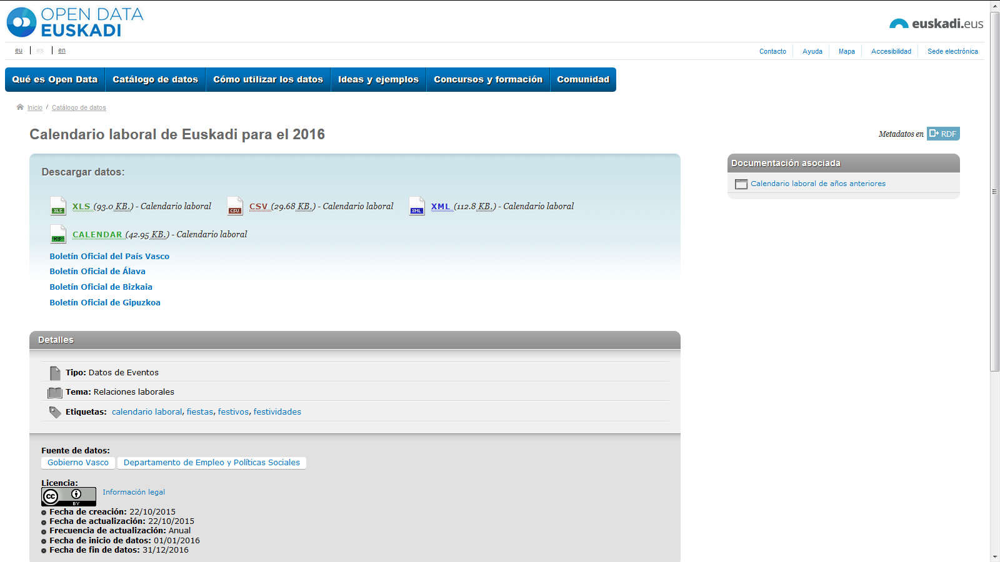 OPEN DATA
EUSKADI
euskadi.eus
eu es en
Contacto Ayuda Mapa Accesibilidad Sede electrónica
Qué es Open Data Catálogo de datos Cómo utilizar los datos Ideas y ejemplos Concursos y formación Comunidad
Inicio / Catálogo de datos
Calendario laboral de Euskadi para el 2016
Metadatos en RDF
Descargar datos:
XLS XLS (93.0 KB.) - Calendario laboral CSV CSV (29.68 KB.) - Calendario laboral XML XML (112.8 KB.) - Calendario laboral
ICS CALENDAR (42.95 KB.) - Calendario laboral
Boletín Oficial del País Vasco
Boletín Oficial de Álava
Boletín Oficial de Bizkaia
Boletín Oficial de Gipuzkoa
Documentación asociada
Calendario laboral de años anteriores
Detalles
Tipo: Datos de Eventos
Tema: Relaciones laborales
Etiquetas: calendario laboral, fiestas, festivos, festividades
Fuente de datos:
Gobierno Vasco Departamento de Empleo y Políticas Sociales
Licencia:
cc BY Información legal
Fecha de creación: 22/10/2015
Fecha de actualización: 22/10/2015
Frecuencia de actualización: Anual
Fecha de inicio de datos: 01/01/2016
Fecha de fin de datos: 31/12/2016